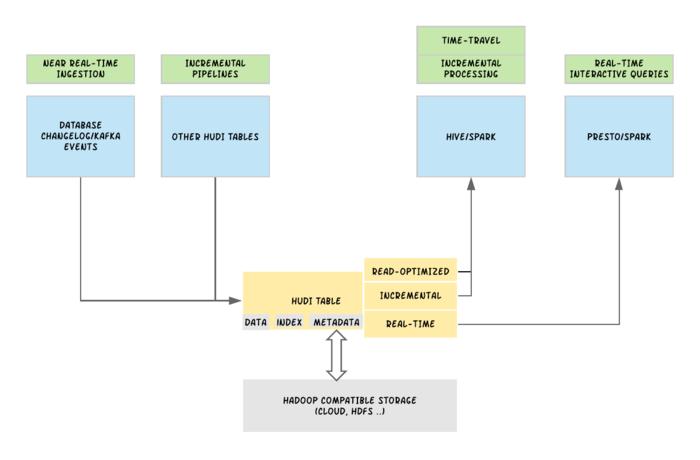 TIME-TRAVEL
NEAR REAL-TIME
INGESTION
INCREMENTAL
PIPELINES
INCREMENTAL
PROCESSING
REAL-TIME
INTERACTIVE QUERIES
DATABASE
CHANGELOG/KAFKA
EVENTS
OTHER HUDI TABLES
HIVE/SPARK
PRESTO/SPARK
READ-OPTIMIZED
HUDI TABLE
INCREMENTAL
DATA INDEX METADATA
REAL-TIME
HADOOP COMPATIBLE STORAGE
(CLOUD, HDFS ..)